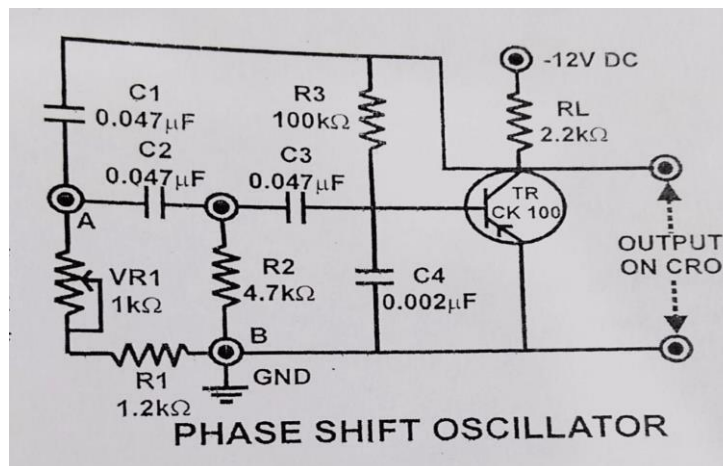 -12V DC
C1
0.047µF
R3
100kΩ
RL
2.2kΩ
C2
0.047µF
C3
0.047µF
TR
CK 100
A
OUTPUT
ON CRO
VR1
1kΩ
R2
4.7kΩ
C4
0.002µF
B
R1
1.2kΩ
GND
PHASE SHIFT OSCILLATOR